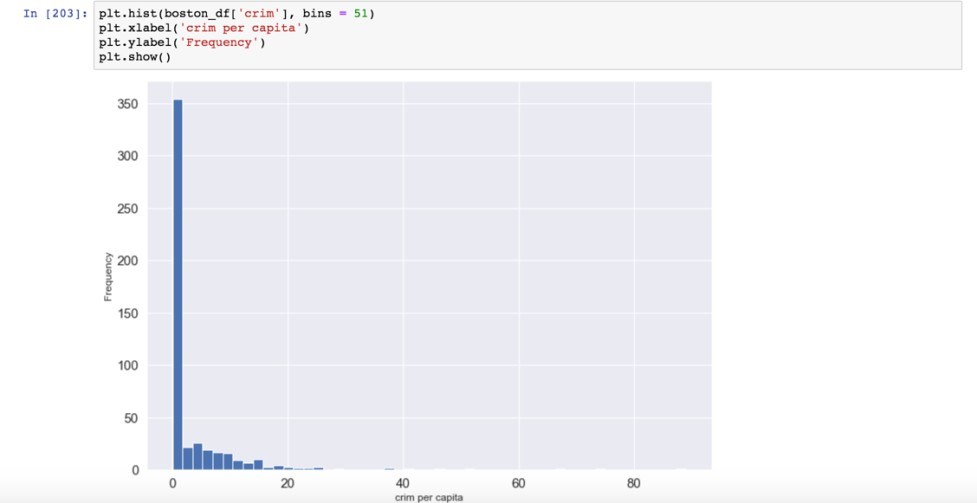 In [203]: plt.hist(boston_df['crim'], bins = 51)
plt.xlabel('crim per capita')
plt.ylabel('Frequency')
plt.show()
350
300
250
200
150
100
50
0
Frequency
0 20 40 60 80
crim per capita